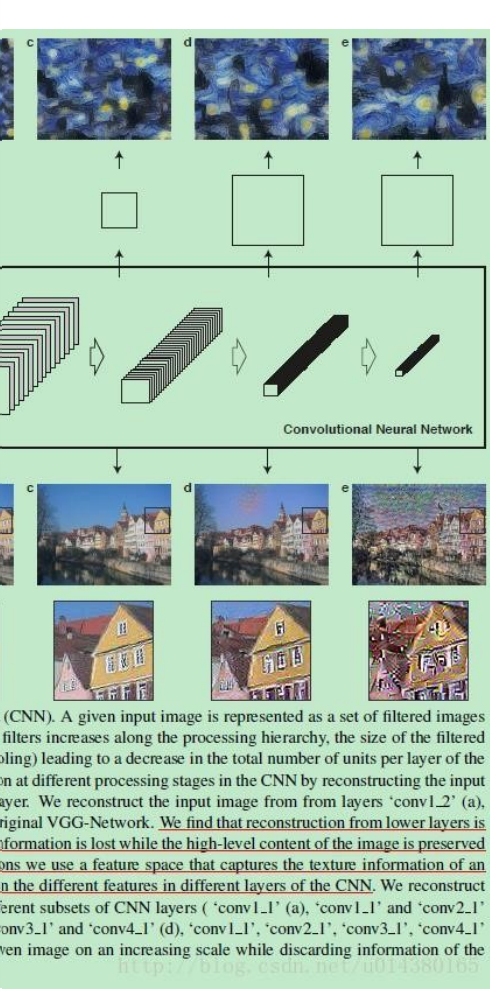 c d e
Convolutional Neural Network
c d e
(CNN). A given input image is represented as a set of filtered images
filters increases along the processing hierarchy, the size of the filtered
oling) leading to a decrease in the total number of units per layer of the
on at different processing stages in the CNN by reconstructing the input
ayer. We reconstruct the input image from from layers ‘conv1_2’ (a),
riginal VGG-Network. We find that reconstruction from lower layers is
nformation is lost while the high-level content of the image is preserved
ons we use a feature space that captures the texture information of an
n the different features in different layers of the CNN. We reconstruct
erent subsets of CNN layers ( ‘conv1_1’ (a), ‘conv1_1’ and ‘conv2_1’
onv3_1’ and ‘conv4_1’ (d), ‘conv1_1’, ‘conv2_1’, ‘conv3_1’, ‘conv4_1’
ven image on an increasing scale while discarding information of the
http://blog.csdn.net/u014380165